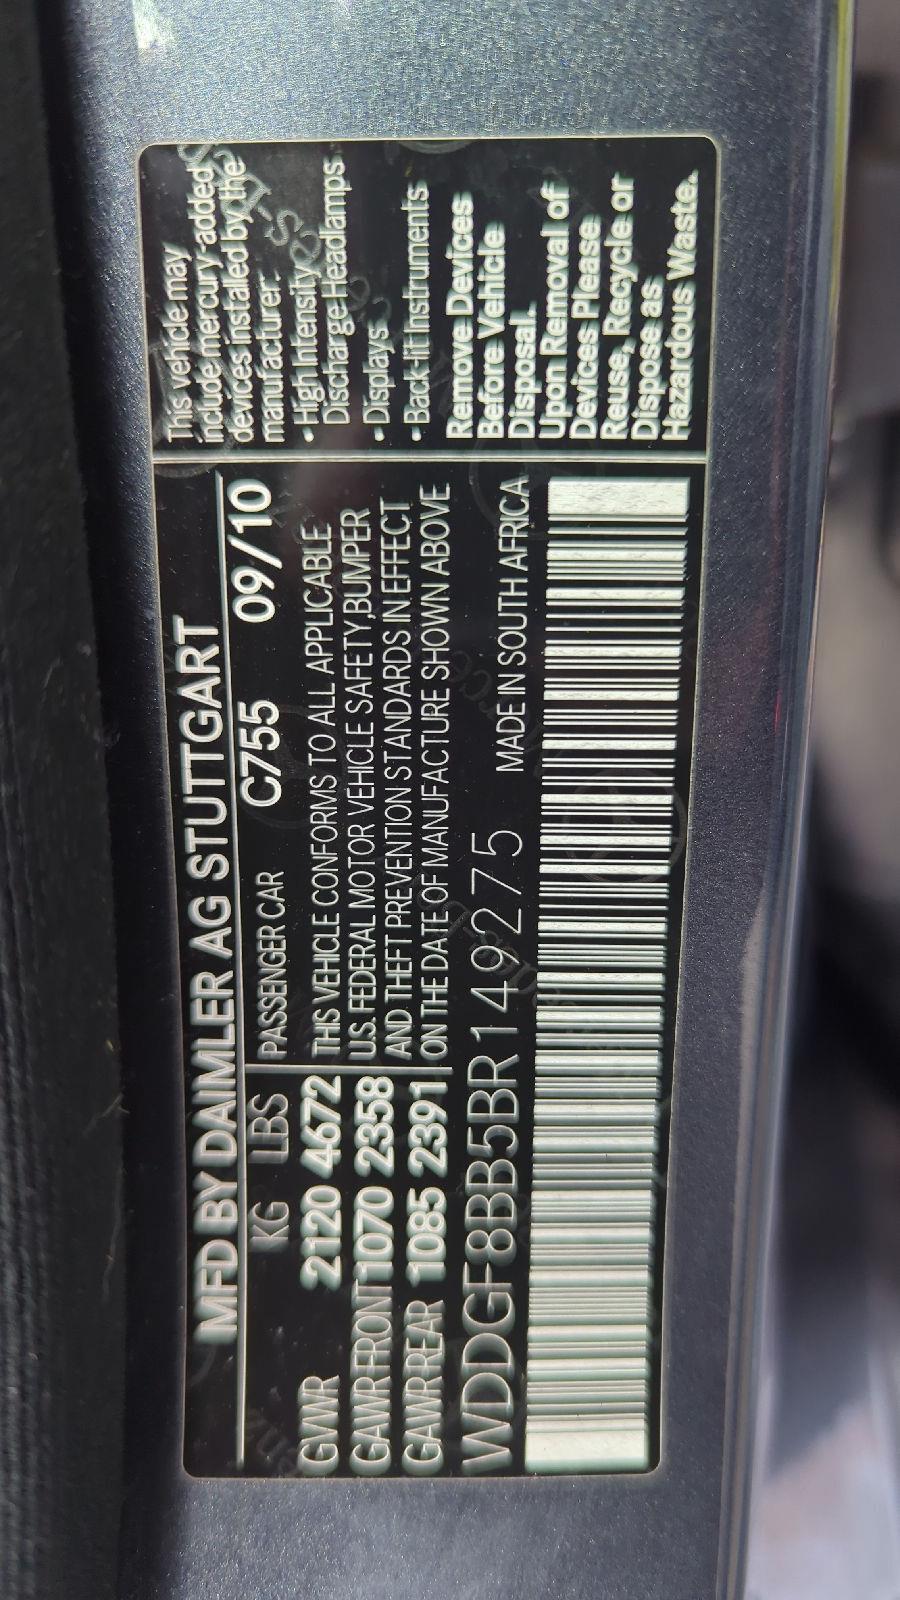 MFD BY DAIMLER AG STUTTGART
KG LBS PASSENGER CAR C755 09/10
GVWR 2120 4672
GAWR FRONT 1070 2358
GAWR REAR 1085 2391
THIS VEHICLE CONFORMS TO ALL APPLICABLE
U.S. FEDERAL MOTOR VEHICLE SAFETY, BUMPER
AND THEFT PREVENTION STANDARDS IN EFFECT
ON THE DATE OF MANUFACTURE SHOWN ABOVE
WDDGF8BB5BR149275 MADE IN SOUTH AFRICA
This vehicle may
include mercury-added
devices installed by the
manufacturer:
• High Intensity
Discharge Headlamps
• Displays
• Back-lit Instruments
Remove Devices
Before Vehicle
Disposal.
Upon Removal of
Devices Please
Reuse, Recycle or
Dispose as
Hazardous Waste.